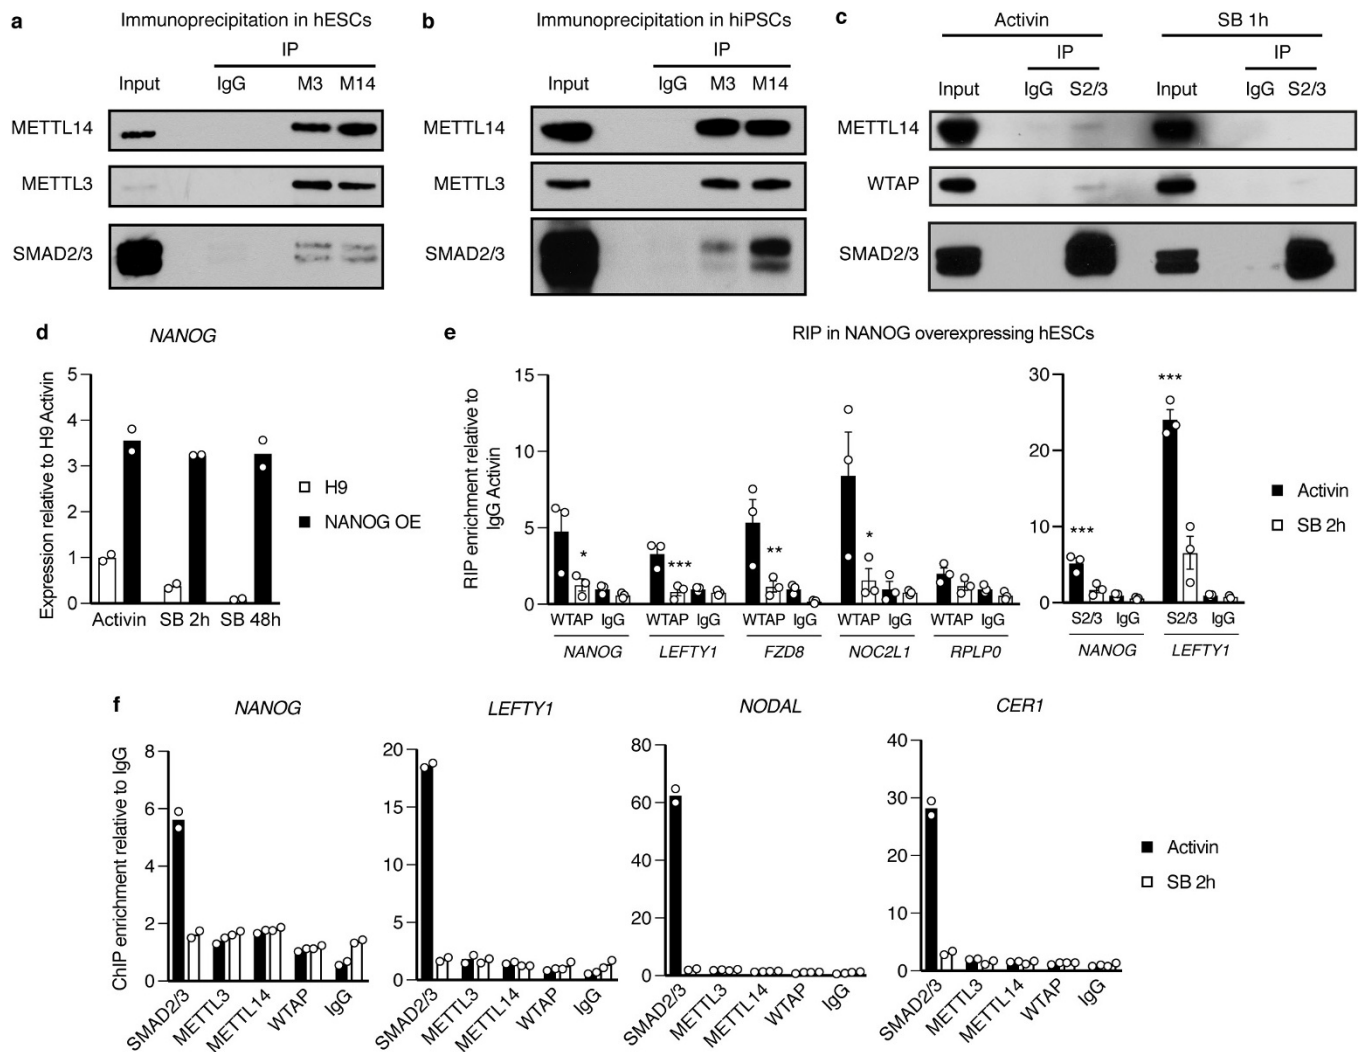 a Immunoprecipitation in hESCs
IP
Input IgG M3 M14
METTL14
METTL3
SMAD2/3
b Immunoprecipitation in hiPSCs
IP
Input IgG M3 M14
METTL14
METTL3
SMAD2/3
c Activin SB 1h
IP IP
Input IgG S2/3 Input IgG S2/3
METTL14
WTAP
SMAD2/3
d NANOG
Expression relative to H9 Activin
5
4
3
2
1
0
Activin SB 2h SB 48h
H9
NANOG OE
e RIP in NANOG overexpressing hESCs
RIP enrichment relative to
IgG Activin
15
10
5
0
* *** ** *
WTAP IgG WTAP IgG WTAP IgG WTAP IgG WTAP IgG
NANOG LEFTY1 FZD8 NOC2L1 RPLP0
30
20
10
0
*** ***
S2/3 IgG S2/3 IgG
NANOG LEFTY1
Activin
SB 2h
f NANOG
ChIP enrichment relative to IgG
8
6
4
2
0
SMAD2/3 METTL3 METTL14 WTAP IgG
LEFTY1
20
15
10
5
0
SMAD2/3 METTL3 METTL14 WTAP IgG
NODAL
80
60
40
20
0
SMAD2/3 METTL3 METTL14 WTAP IgG
CER1
40
30
20
10
0
SMAD2/3 METTL3 METTL14 WTAP IgG
Activin
SB 2h